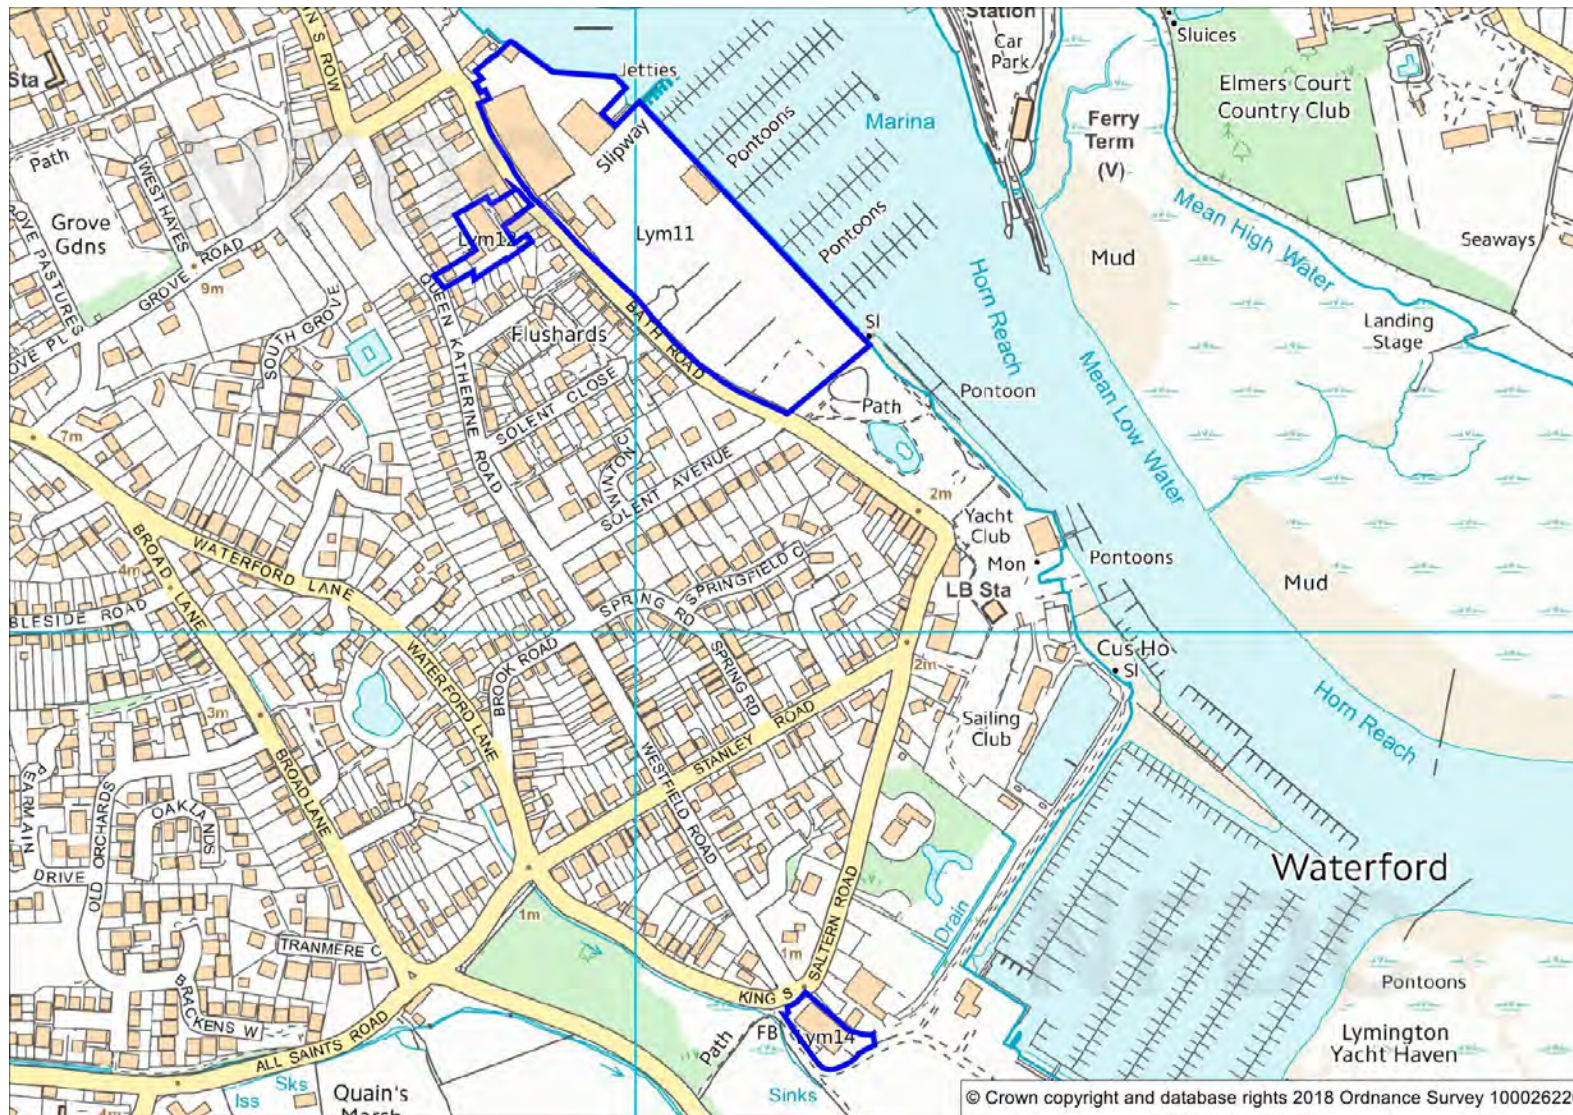 Station
Sluices
Car
Park
Sta
Jetties
Elmers Court
Country Club
Marina
Ferry
Term
(V)
Pontoons
Slipway
Path
WESTHAYES
Mean High Water
Grove
Gdns
Lym12
Lym11
Pontoons
Seaways
Mud
GROVE ROAD
9m
QUEEN KATHERINE ROAD
BATH ROAD
Horn Reach
Landing
Stage
SI
Flushards
SOUTH GROVE
SOLENT CLOSE
Pontoon
Path
Mean Low Water
7m
SOLENT AVENUE
2m
Yacht
Club
WATERFORD LANE
BROAD LANE
Mon
Pontoons
4m
SPRINGFIELD C
LB Sta
Mud
SPRING RD
BLESIDE ROAD
WATERFORD LANE
BROOK ROAD
SPRING RD
2m
Cus Ho
SI
Horn Reach
3m
STANLEY ROAD
Sailing
Club
WESTFIELD ROAD
BROAD LANE
OAKLANDS
OLD ORCHARDS
DRIVE
Waterford
1m
SALTERN ROAD
Drain
TRANMERE C
1m
BRACKENS W
KING S
Pontoons
Lym14
FB
Path
Lymington
Yacht Haven
ALL SAINTS ROAD
Sks
Iss
Quain's
Sinks
© Crown copyright and database rights 2018 Ordnance Survey 10002622